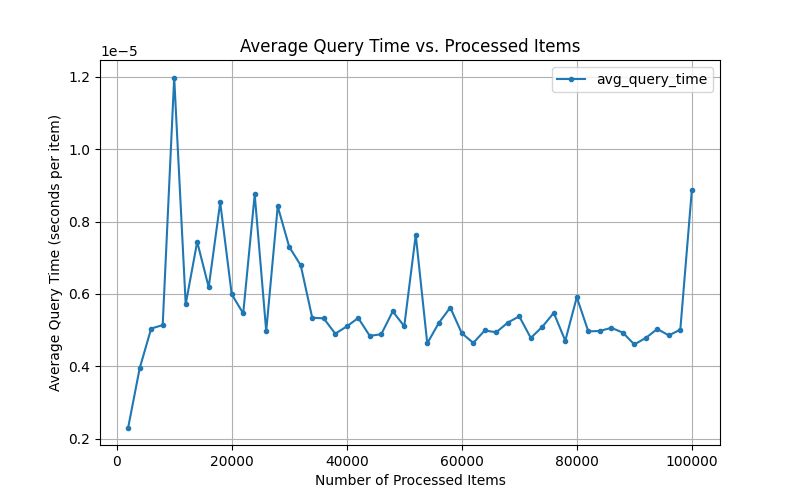 Average Query Time vs. Processed Items
1e−5
avg_query_time
1.2
1.0
0.8
0.6
0.4
0.2
Average Query Time (seconds per item)
0 20000 40000 60000 80000 100000
Number of Processed Items